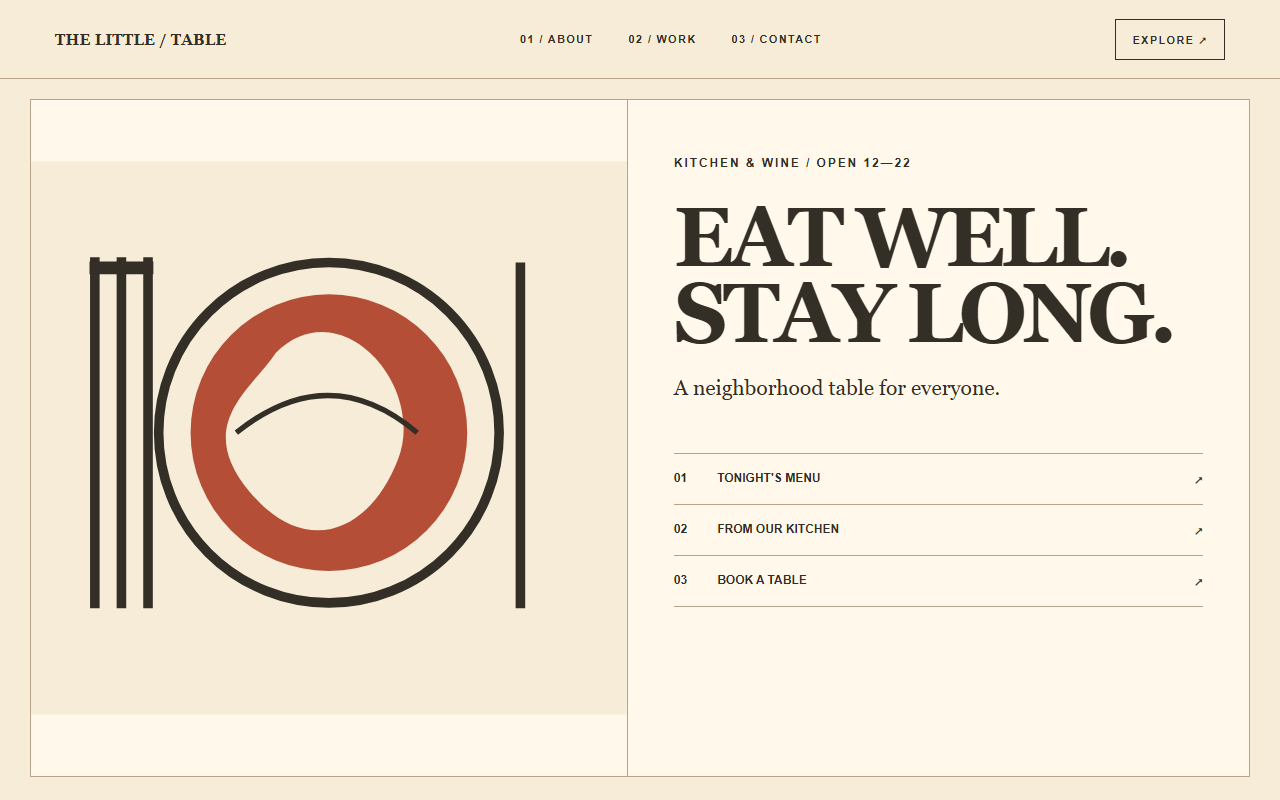 THE LITTLE / TABLE
01 / ABOUT
02 / WORK
03 / CONTACT
EXPLORE ↗
KITCHEN & WINE / OPEN 12—22
EAT WELL.
STAY LONG.
A neighborhood table for everyone.
01 TONIGHT'S MENU ↗
02 FROM OUR KITCHEN ↗
03 BOOK A TABLE ↗